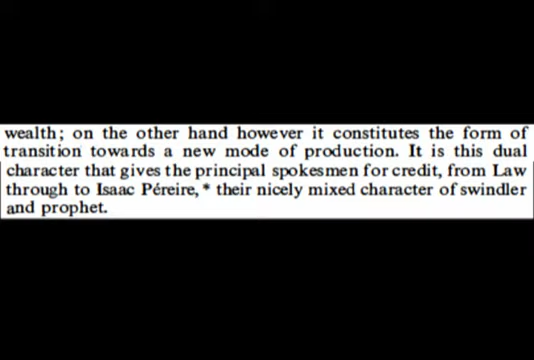 wealth; on the other hand however it constitutes the form of
transition towards a new mode of production. It is this dual
character that gives the principal spokesmen for credit, from Law
through to Isaac Péreire,* their nicely mixed character of swindler
and prophet.